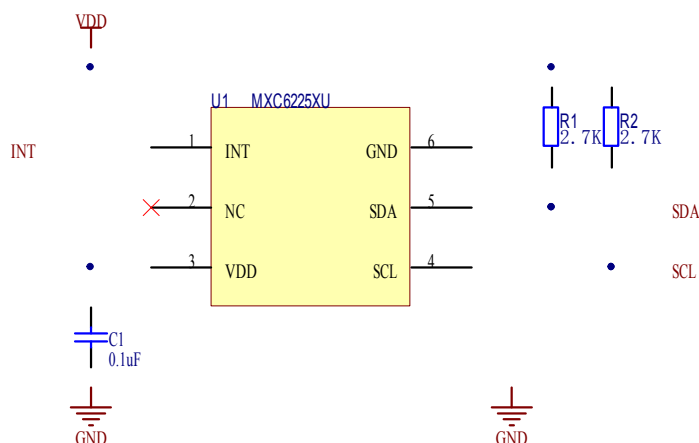 VDD
U1 MXC6225XU
R1 R2
2.7K 2.7K
INT 1 INT GND 6
2 NC SDA 5 SDA
3 VDD SCL 4 SCL
C1
0.1uF
GND GND